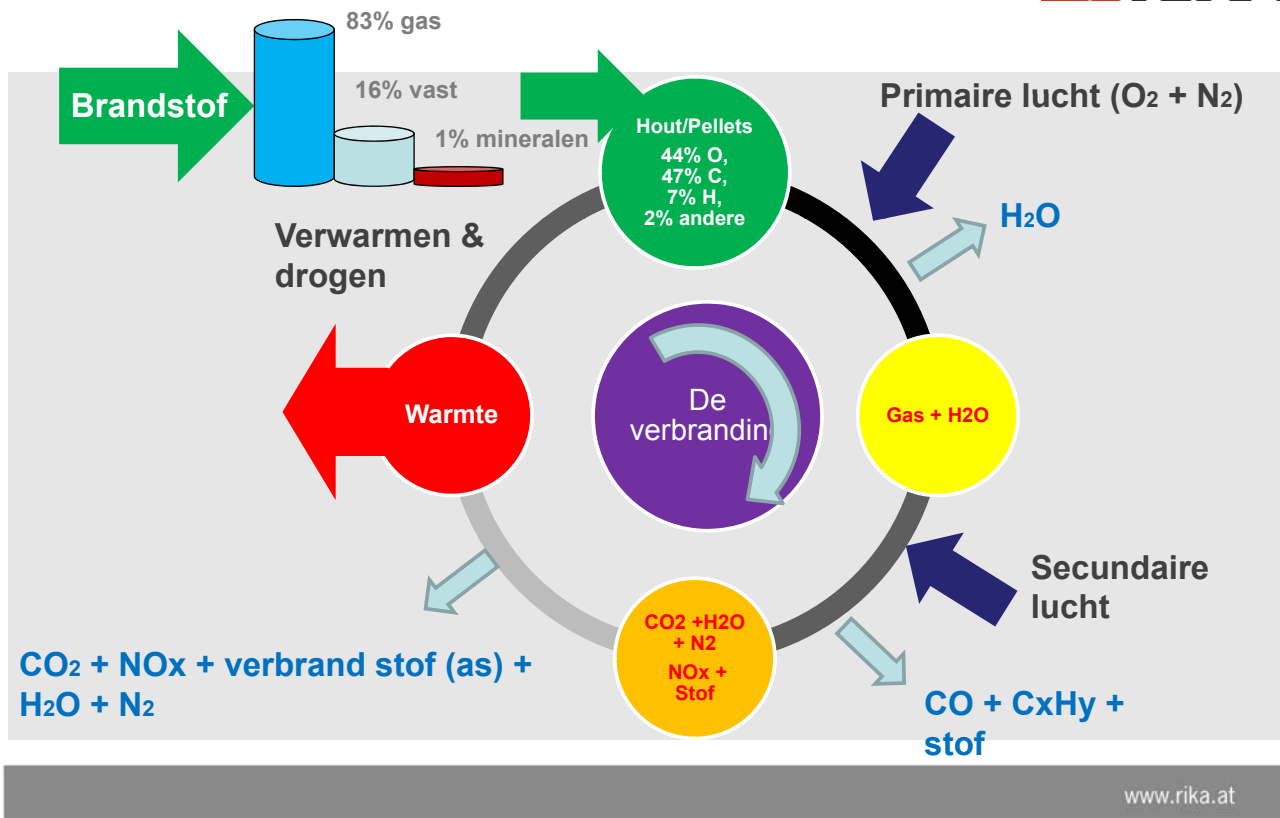 83% gas
Brandstof
16% vast
1% mineralen
Hout/Pellets
44% O,
47% C,
7% H,
2% andere
Primaire lucht (O2 + N2)
H2O
Verwarmen &
drogen
Warmte
De
verbrandin
Gas + H2O
Secundaire
lucht
CO2 +H2O
+ N2
NOx +
Stof
CO2 + NOx + verbrand stof (as) +
H2O + N2
CO + CxHy +
stof
www.rika.at